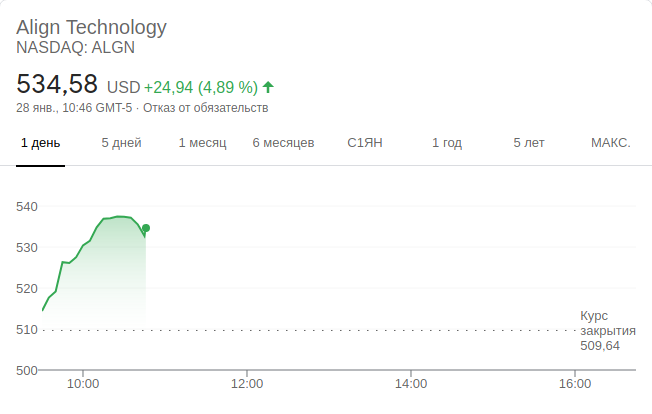 Align Technology
NASDAQ: ALGN
534,58 USD +24,94 (4,89 %)
28 янв., 10:46 GMT-5 · Отказ от обязательств
1 день 5 дней 1 месяц 6 месяцев С1ЯН 1 год 5 лет МАКС.
540
530
520
510
500
Курс
закрытия
509,64
10:00 12:00 14:00 16:00